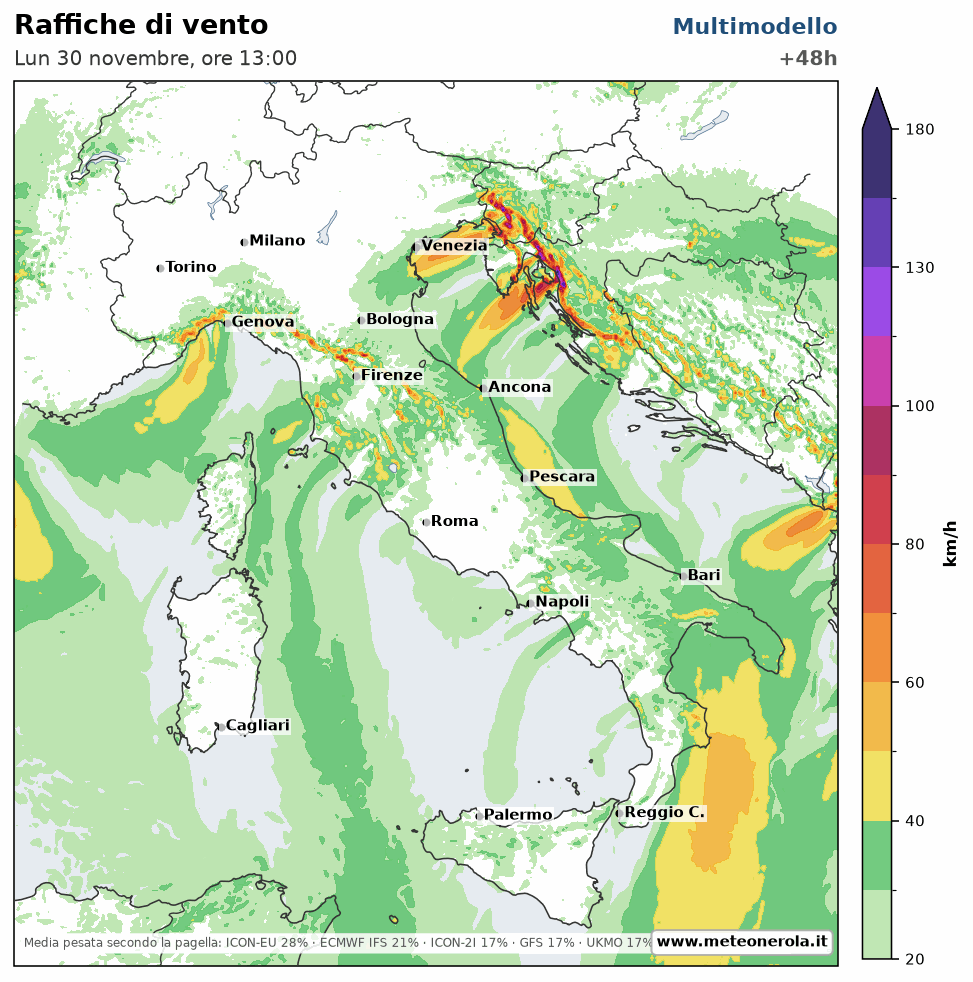 Raffiche di vento
Multimodello
Lun 30 novembre, ore 13:00
+48h
180
130
100
80
60
40
20
km/h
Venezia
Milano
Torino
Bologna
Genova
Firenze
Ancona
Pescara
Roma
Bari
Napoli
Cagliari
Palermo
Reggio C.
Media pesata secondo la pagella: ICON-EU 28% · ECMWF IFS 21% · ICON-2I 17% · GFS 17% · UKMO 17%
www.meteonerola.it